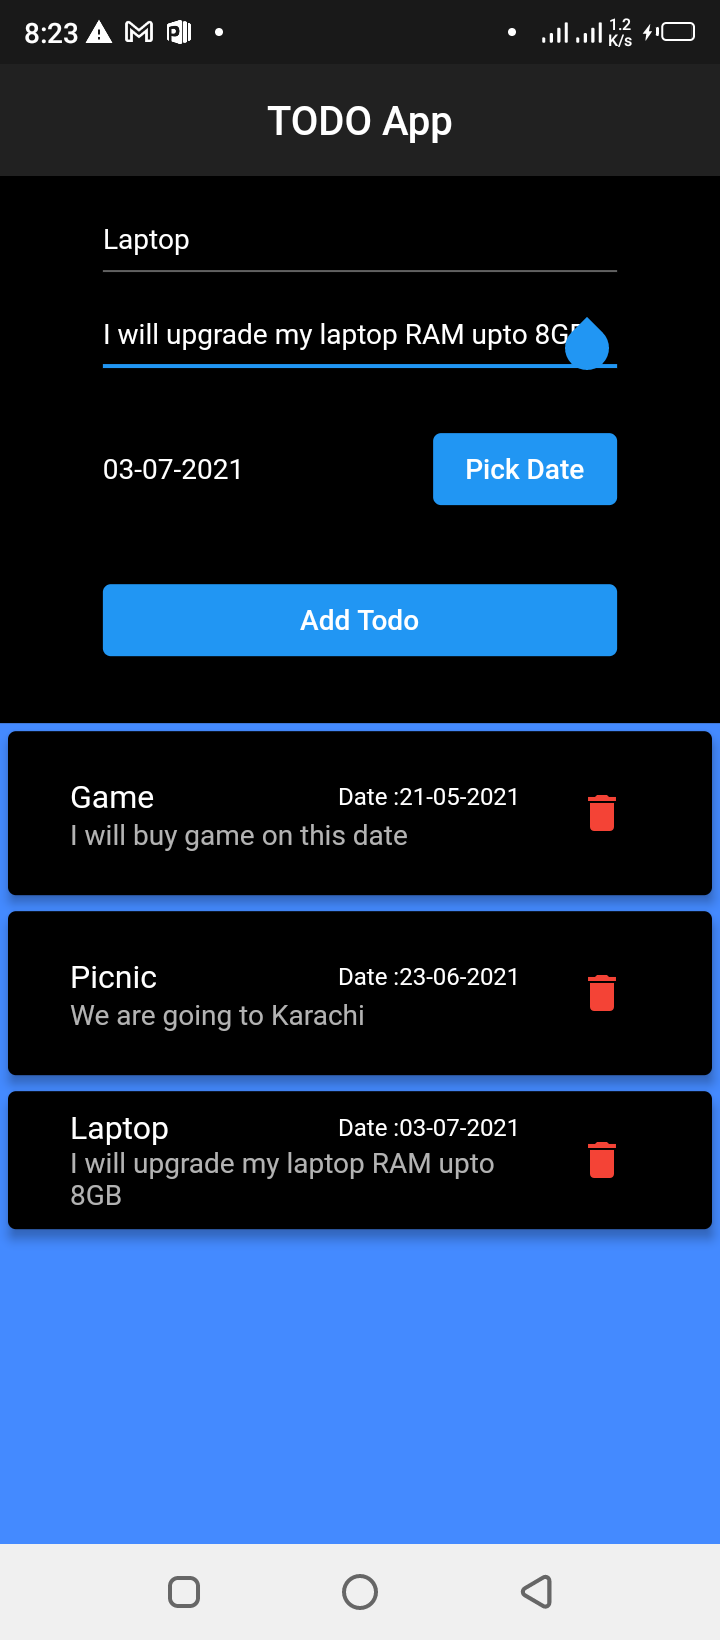 8:23
1.2
K/s
TODO App
Laptop
I will upgrade my laptop RAM upto
03-07-2021
Pick Date
Add Todo
Game
Date :21-05-2021
I will buy game on this date
Picnic
Date :23-06-2021
We are going to Karachi
Laptop
Date :03-07-2021
I will upgrade my laptop RAM upto
8GB